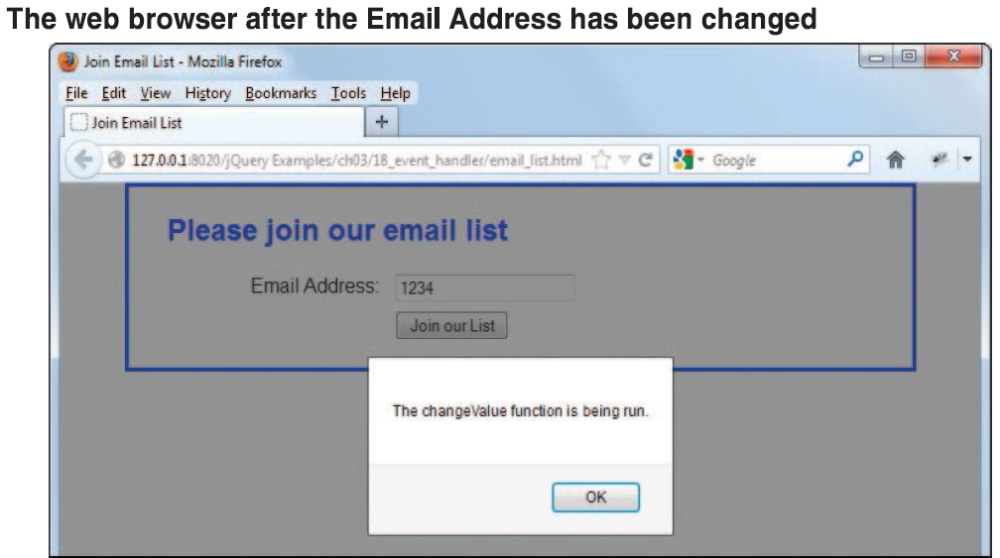 The web browser after the Email Address has been changed
Join Email List - Mozilla Firefox
File Edit View History Bookmarks Tools Help
Join Email List +
127.0.0.1:8020/jQuery Examples/ch03/18_event_handler/email_list.html Google
Please join our email list
Email Address: 1234
Join our List
The changeValue function is being run.
OK